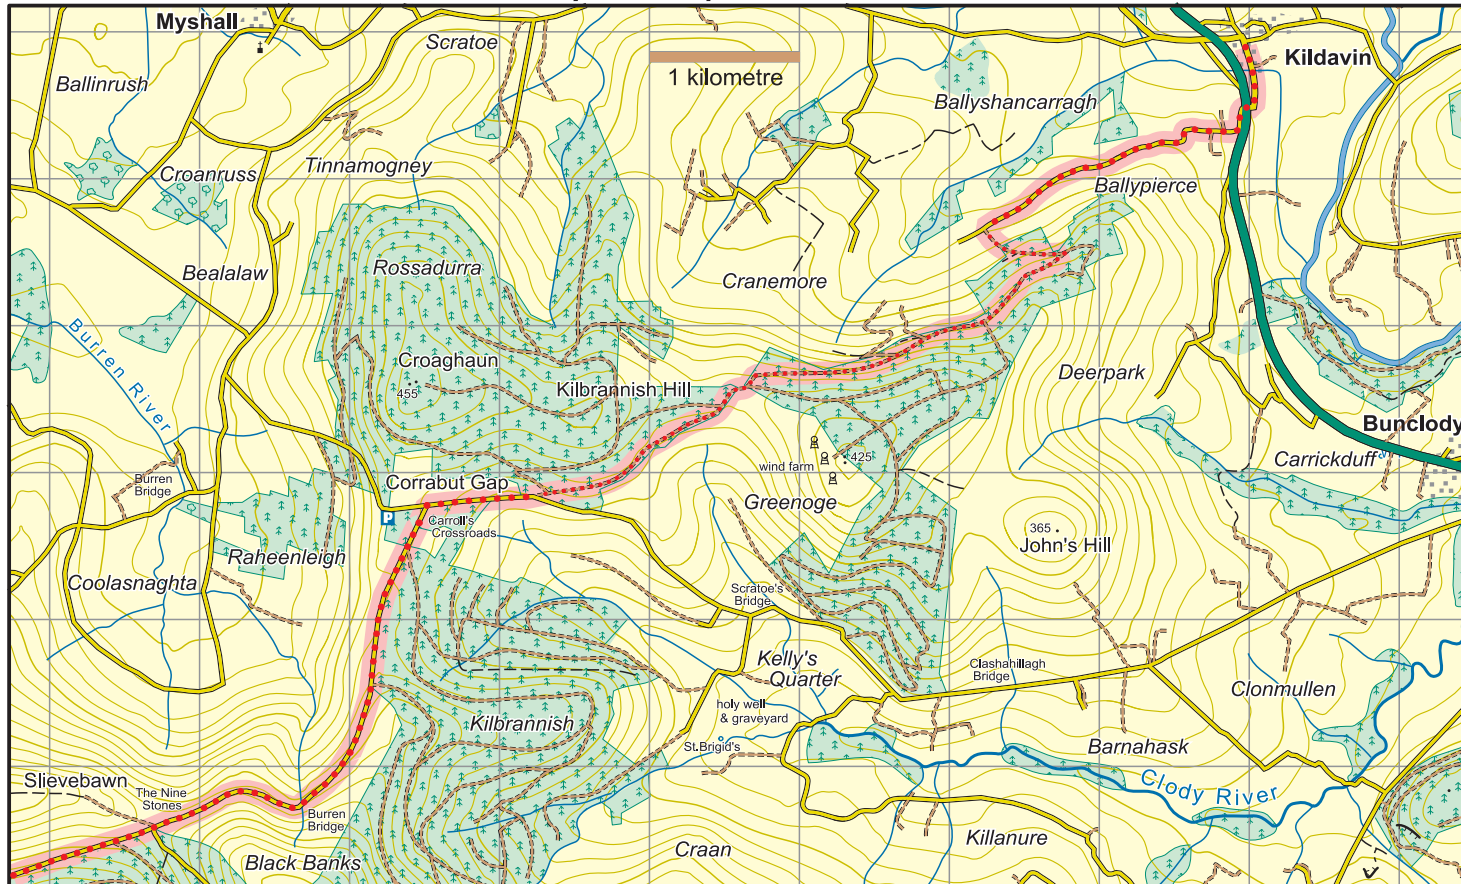 Myshall
Scratoe
Kildavin
1 kilometre
Ballinrush
Ballyshancarragh
Tinnamogney
Croanruss
Ballypierce
Bealalaw
Rossadurra
Cranemore
Burren River
Croaghaun
455
Kilbrannish Hill
Deerpark
Bunclody
wind farm
425
Carrickduff
Burren
Bridge
Corrabut Gap
Greenoge
P
Carroll's
Crossroads
365
John's Hill
Raheenleigh
Coolasnaghta
Scratoe's
Bridge
Kelly's
Quarter
Clashahillagh
Bridge
Clonmullen
holy well
& graveyard
Kilbrannish
St.Brigid's
Barnahask
Slievebawn
The Nine
Stones
Clody River
Burren
Bridge
Killanure
Craan
Black Banks